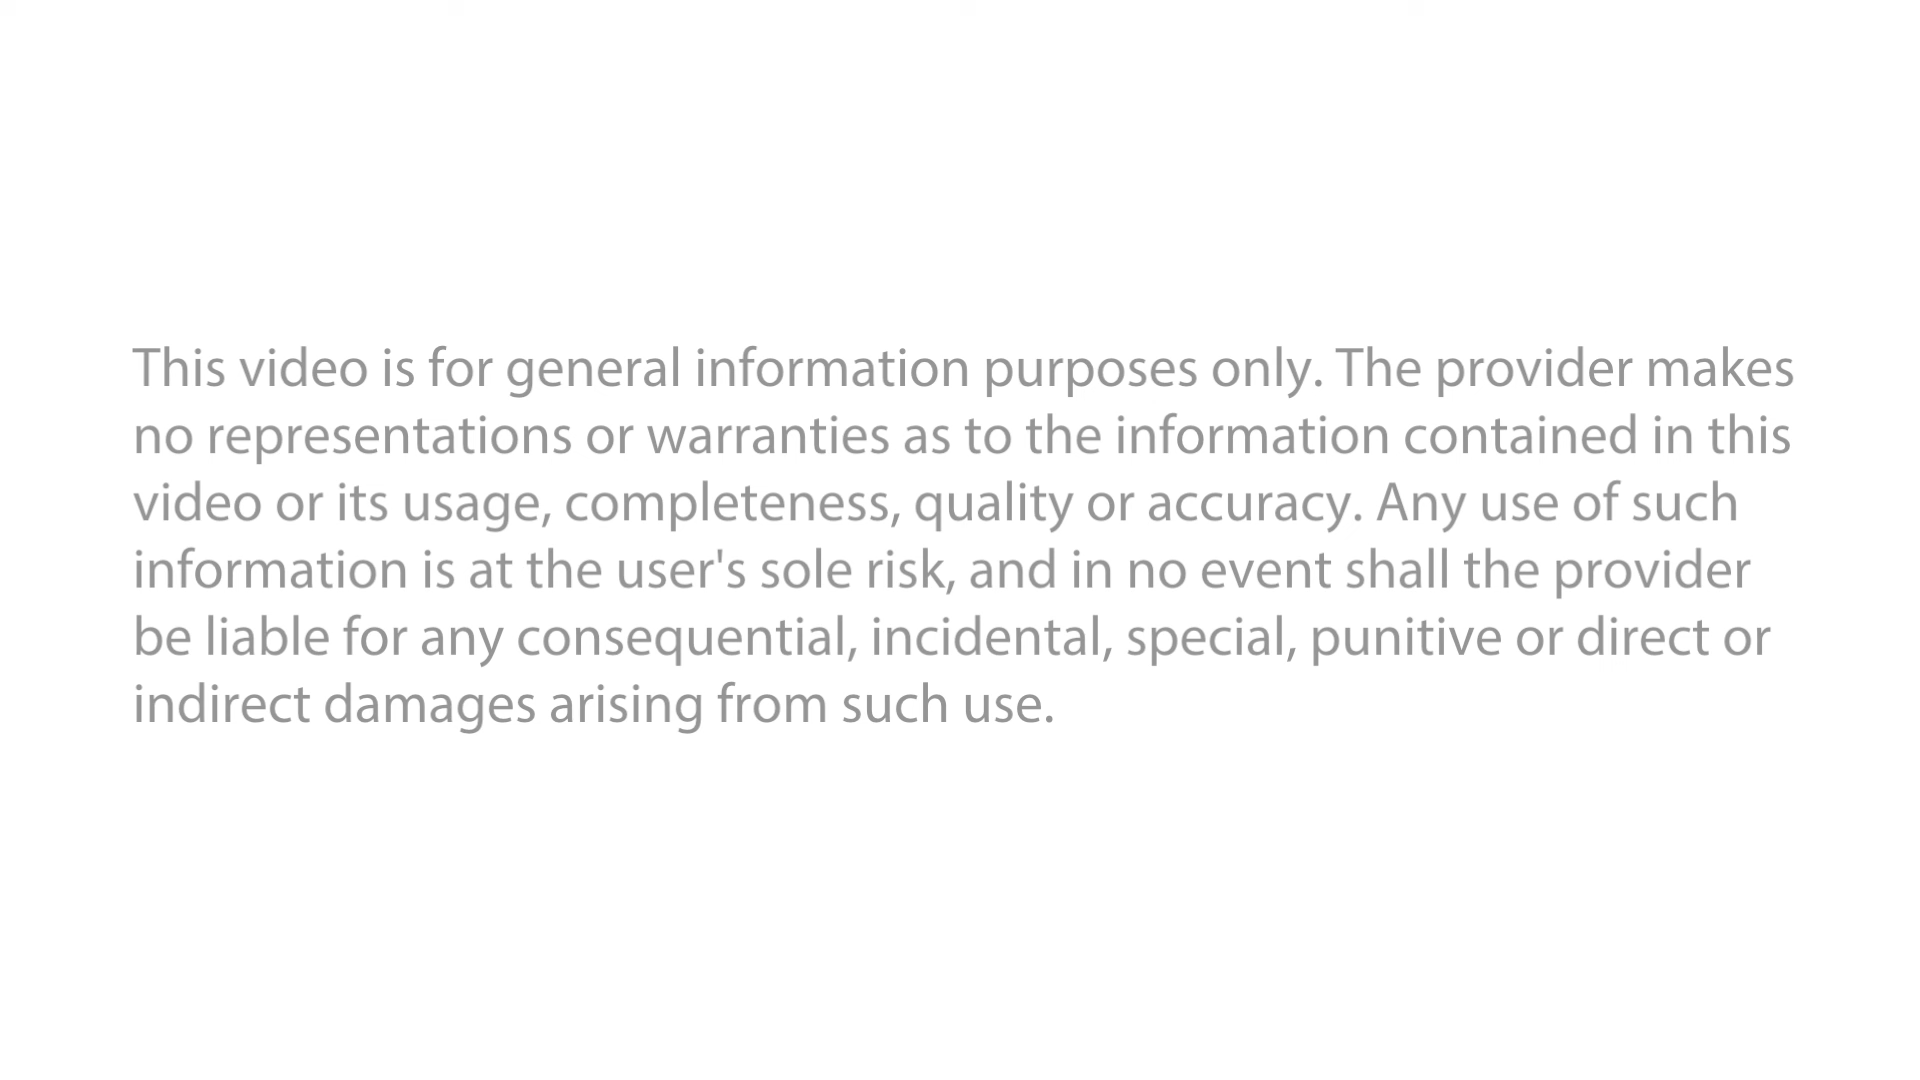 This video is for general information purposes only. The provider makes
no representations or warranties as to the information contained in this
video or its usage, completeness, quality or accuracy. Any use of such
information is at the user's sole risk, and in no event shall the provider
be liable for any consequential, incidental, special, punitive or direct or
indirect damages arising from such use.